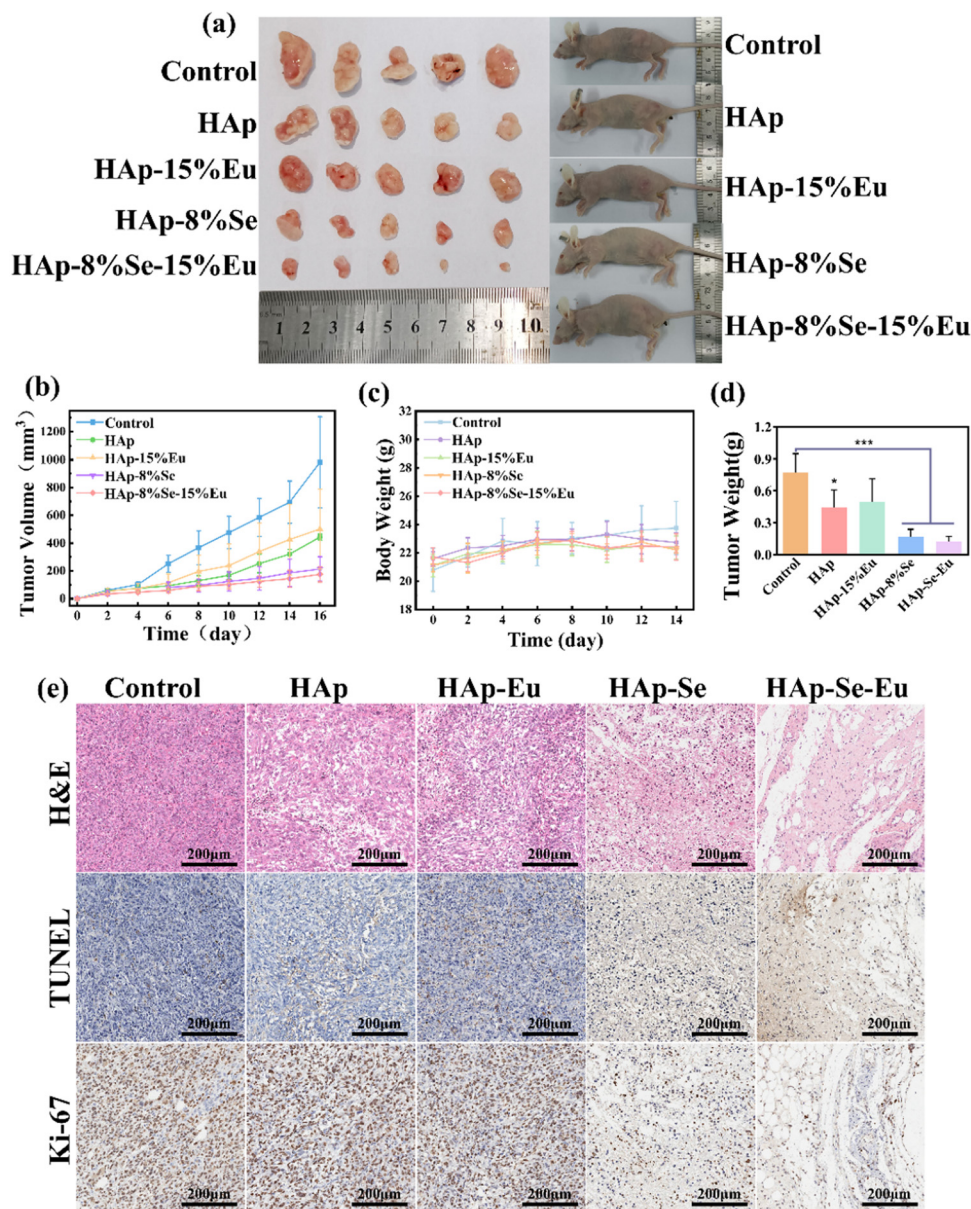 (a)
Control
HAp
HAp-15%Eu
HAp-8%Se
HAp-8%Se-15%Eu
1 2 3 4 5 6 7 8 9 10
Control
HAp
HAp-15%Eu
HAp-8%Se
HAp-8%Se-15%Eu
(b)
Tumor Volume (mm3)
1200
1000
800
600
400
200
0
Control
HAp
HAp-15%Eu
HAp-8%Se
HAp-8%Se-15%Eu
0 2 4 6 8 10 12 14 16
Time (day)
(c)
Body Weight (g)
32
30
28
26
24
22
20
18
Control
HAp
HAp-15%Eu
HAp-8%Se
HAp-8%Se-15%Eu
0 2 4 6 8 10 12 14
Time (day)
(d)
Tumor Weight(g)
1.2
0.9
0.6
0.3
0.0
***
*
Control
HAp
HAp-15%Eu
HAp-8%Se
HAp-Se-Eu
(e)
Control HAp HAp-Eu HAp-Se HAp-Se-Eu
H&E
200μm 200μm 200μm 200μm 200μm
TUNEL
200μm 200μm 200μm 200μm 200μm
Ki-67
200μm 200μm 200μm 200μm 200μm